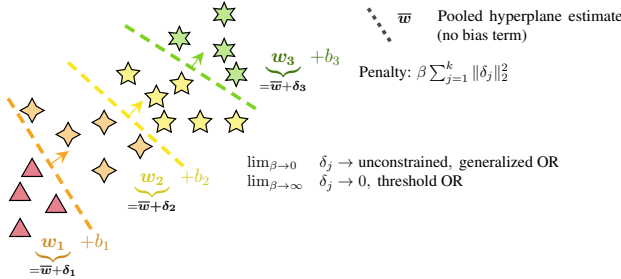 w̅ Pooled hyperplane estimate
(no bias term)
w₃ +b₃
=w̅+δ₃
Penalty: β ∑ⱼ₌₁ᵏ ‖δⱼ‖₂²
w₂ +b₂
=w̅+δ₂
lim_{β→0} δⱼ → unconstrained, generalized OR
lim_{β→∞} δⱼ → 0, threshold OR
w₁ +b₁
=w̅+δ₁